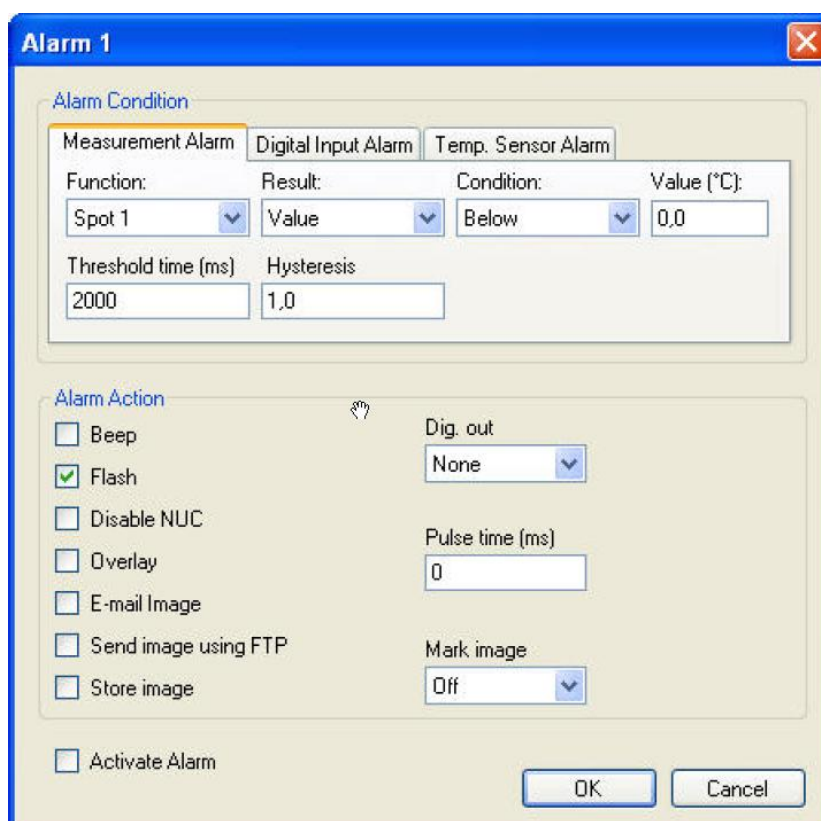 Alarm 1
Alarm Condition
Measurement Alarm Digital Input Alarm Temp. Sensor Alarm
Function: Result: Condition: Value (°C):
Spot 1 Value Below 0,0
Threshold time (ms) Hysteresis
2000 1,0
Alarm Action
Beep
Flash
Disable NUC
Overlay
E-mail Image
Send image using FTP
Store image
Dig. out
None
Pulse time (ms)
0
Mark image
Off
Activate Alarm
OK Cancel